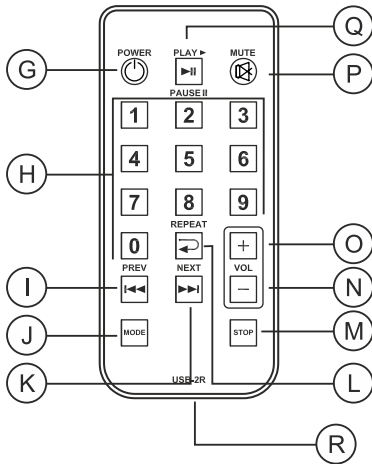 Q
POWER PLAY ► MUTE
G ►II P
PAUSE II
1 2 3
H
4 5 6
7 8 9
REPEAT
0 + O
PREV NEXT VOL
I I◄◄ ►►I − N
J MODE STOP M
K L
USB-2R
R